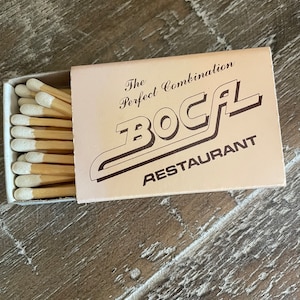 The
Perfect Combination
BOCA
RESTAURANT